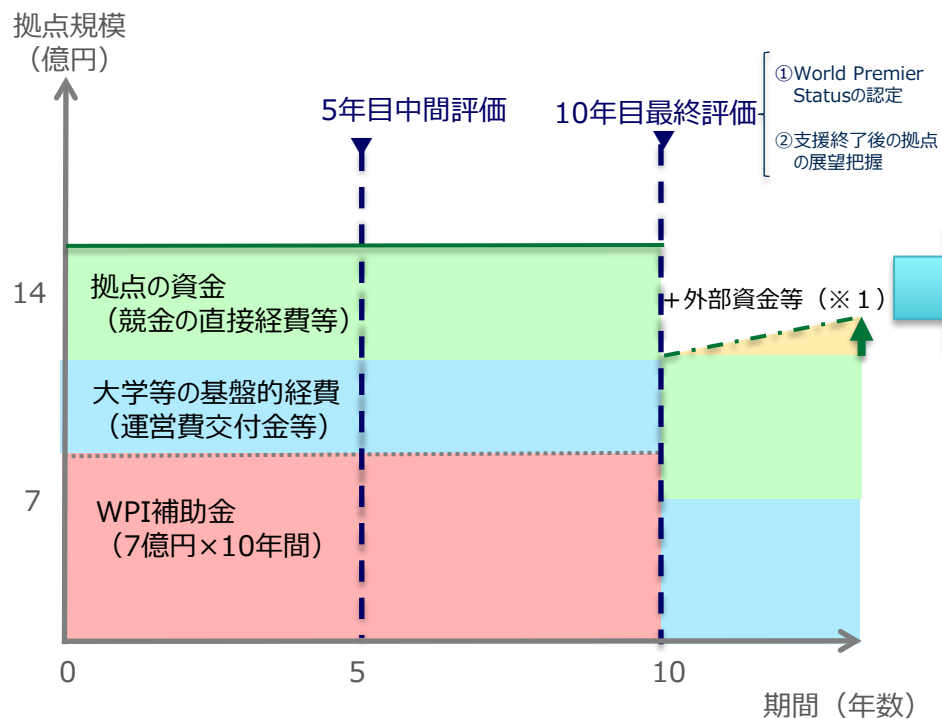 拠点規模
（億円）
5年目中間評価
10年目最終評価
①World Premier
Statusの認定
②支援終了後の拠点
の展望把握
14
拠点の資金
（競金の直接経費等）
＋外部資金等（※１）
大学等の基盤的経費
（運営費交付金等）
7
WPI補助金
（7億円×10年間）
0
5
10
期間（年数）